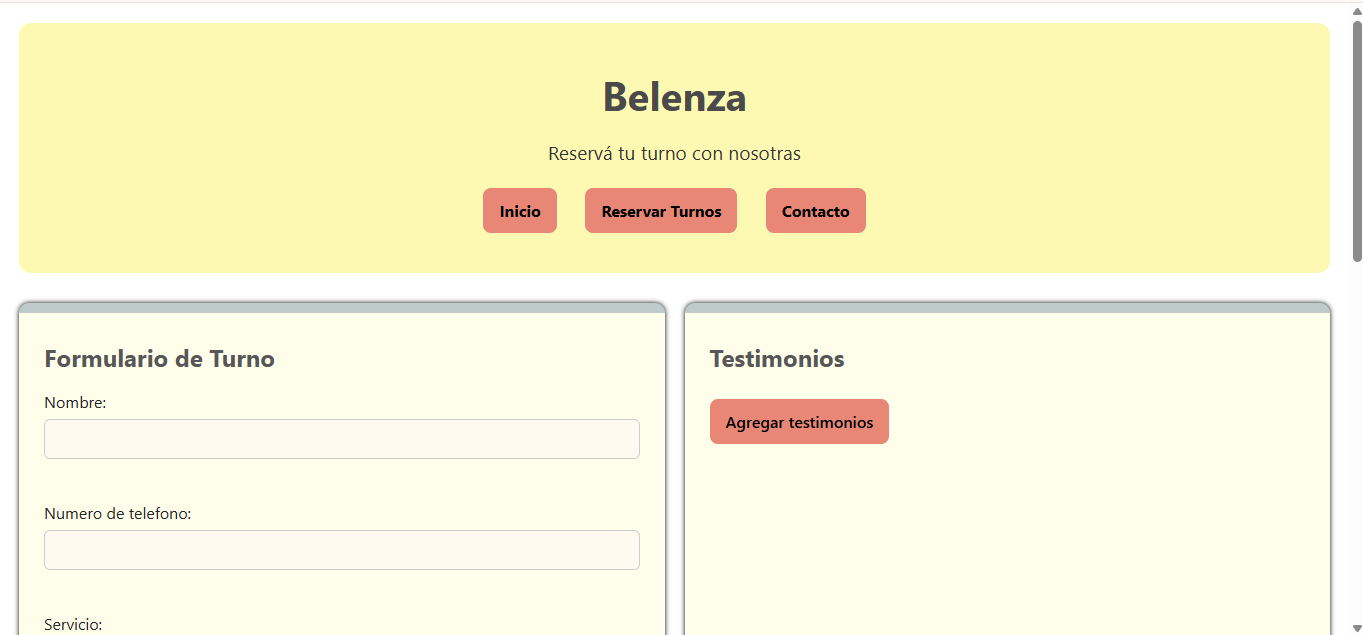 Belenza
Reservá tu turno con nosotras
Inicio Reservar Turnos Contacto
Formulario de Turno
Nombre:
Numero de telefono:
Servicio:
Testimonios
Agregar testimonios